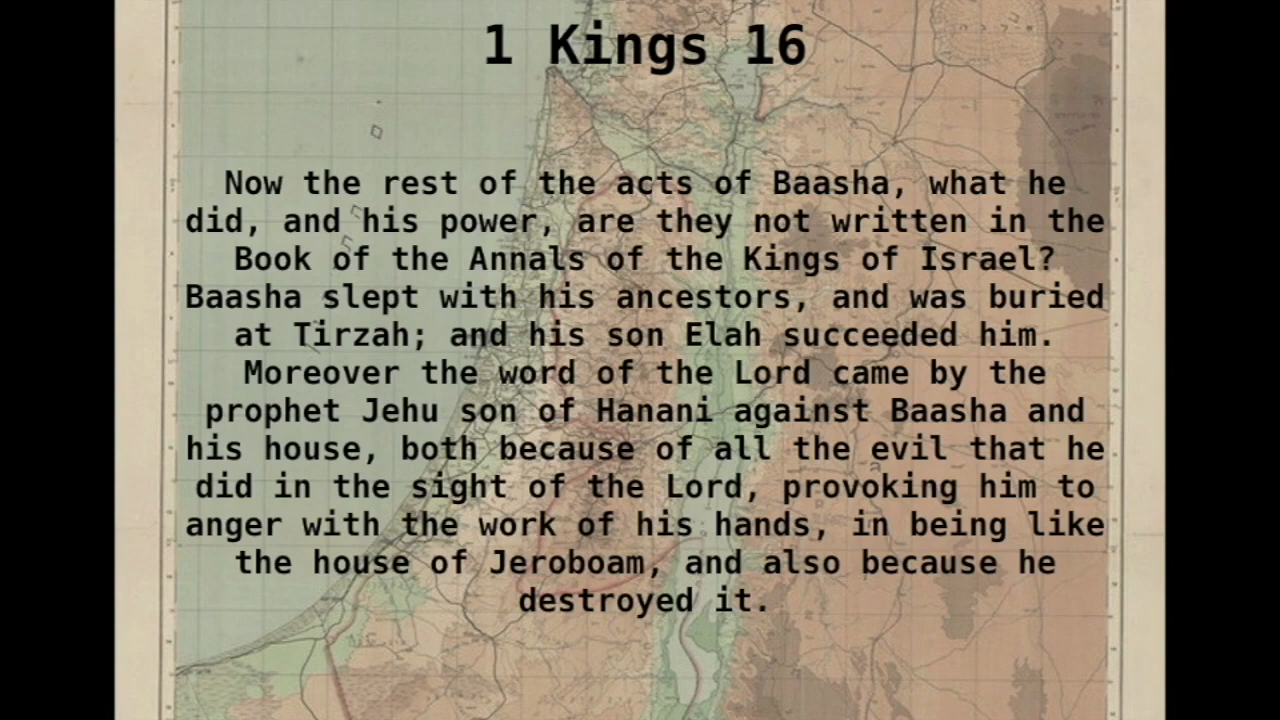 1 Kings 16
Now the rest of the acts of Baasha, what he
did, and his power, are they not written in the
Book of the Annals of the Kings of Israel?
Baasha slept with his ancestors, and was buried
at Tirzah; and his son Elah succeeded him.
Moreover the word of the Lord came by the
prophet Jehu son of Hanani against Baasha and
his house, both because of all the evil that he
did in the sight of the Lord, provoking him to
anger with the work of his hands, in being like
the house of Jeroboam, and also because he
destroyed it.